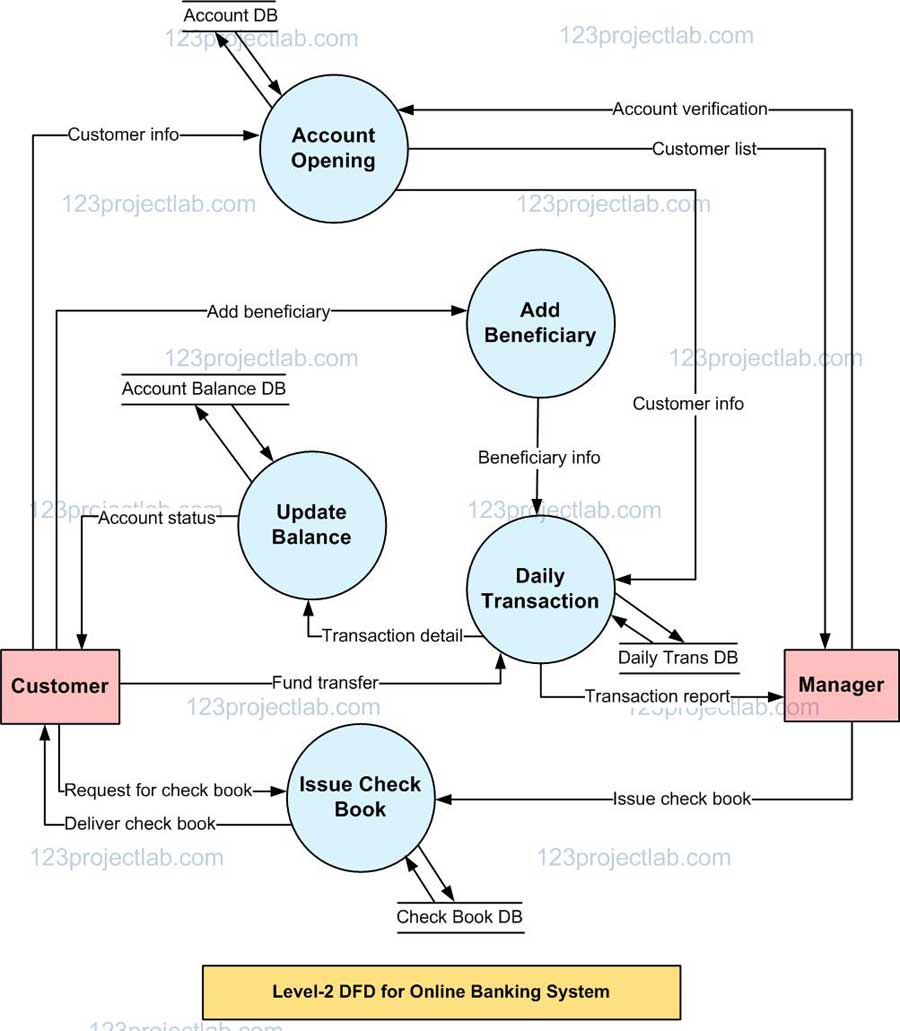 Account DB
123projectlab.com
123projectlab.com
Account verification
Customer info
Account
Opening
Customer list
123projectlab.com
123projectlab.com
Add beneficiary
Add
Beneficiary
123projectlab.com
123projectlab.com
Account Balance DB
Customer info
Beneficiary info
123projectlab.com
Account status
Update
Balance
123projectlab.com
Daily
Transaction
Transaction detail
Daily Trans DB
Customer
Fund transfer
Manager
Transaction report
123projectlab.com
123projectlab.com
Request for check book
Issue Check
Book
Issue check book
Deliver check book
123projectlab.com
123projectlab.com
Check Book DB
Level-2 DFD for Online Banking System
123projectlab.com